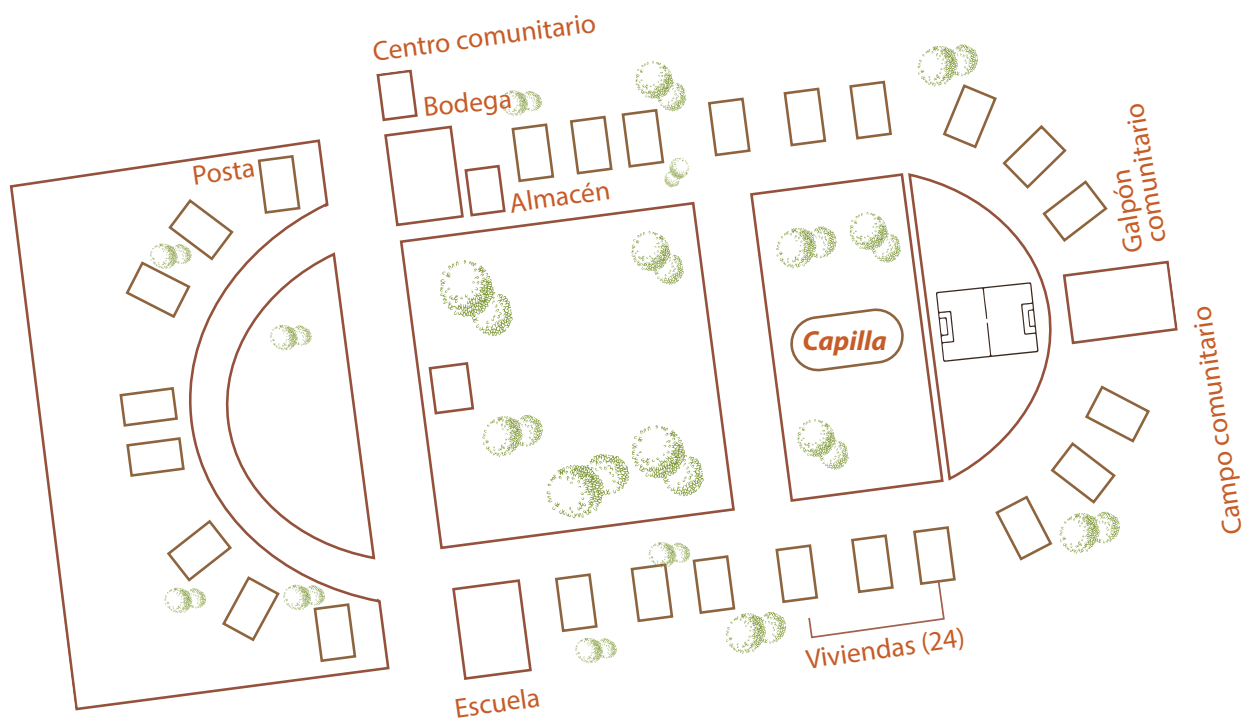 Centro comunitario
Bodega
Posta
Almacén
Galpón
comunitario
Capilla
Campo comunitario
Viviendas (24)
Escuela